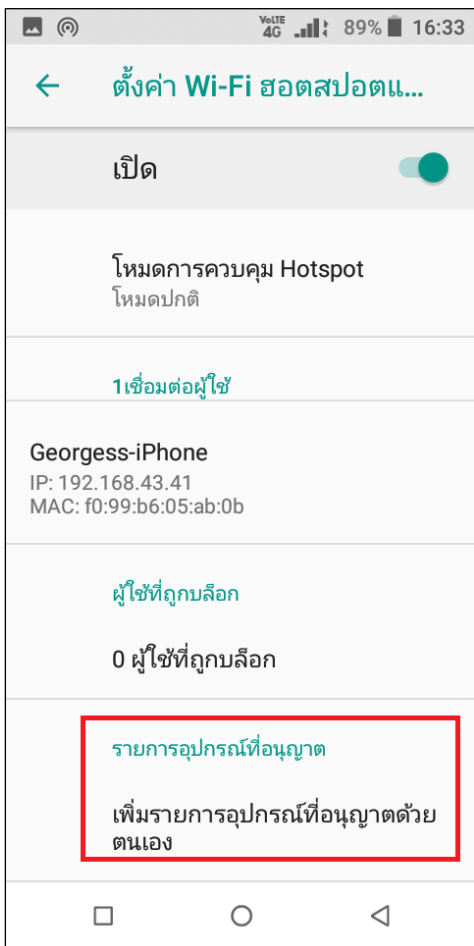 VoLTE
4G 89% 16:33
ตั้งค่า Wi-Fi ฮอตสปอตแ...
เปิด
โหมดการควบคุม Hotspot
โหมดปกติ
1เชื่อมต่อผู้ใช้
Georgess-iPhone
IP: 192.168.43.41
MAC: f0:99:b6:05:ab:0b
ผู้ใช้ที่ถูกบล็อก
0 ผู้ใช้ที่ถูกบล็อก
รายการอุปกรณ์ที่อนุญาต
เพิ่มรายการอุปกรณ์ที่อนุญาตด้วย
ตนเอง